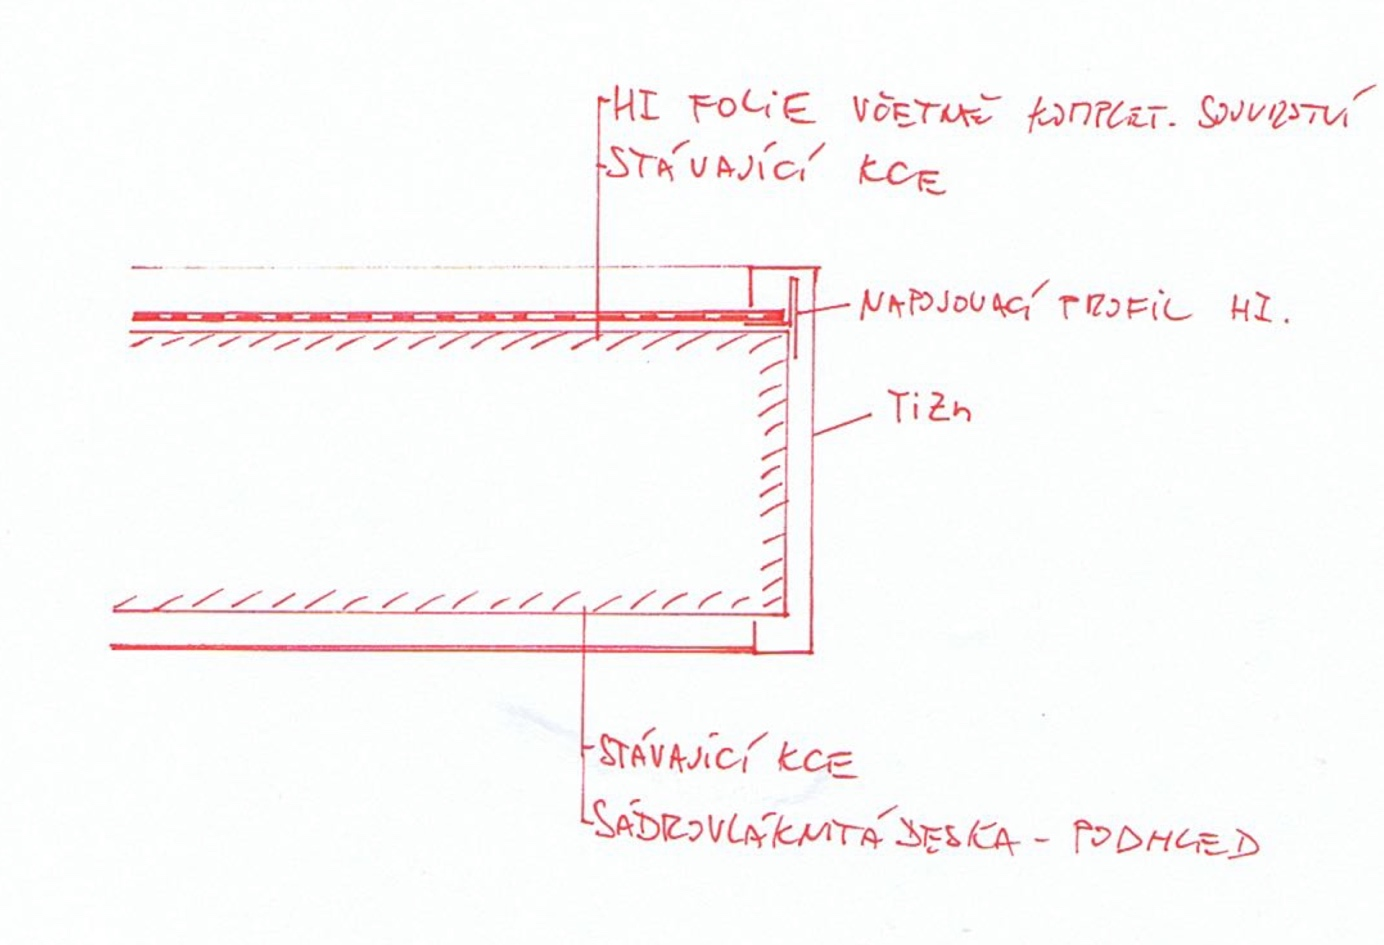 HI FOLiE VČETNĚ KOMPLET. SOUVRSTVÍ
STÁVAJÍCÍ KCE
NAPOJOVACÍ PROFIL HI.
TiZn
STÁVAJÍCÍ KCE
SÁDROVLÁKNITÁ DESKA - PODHLED